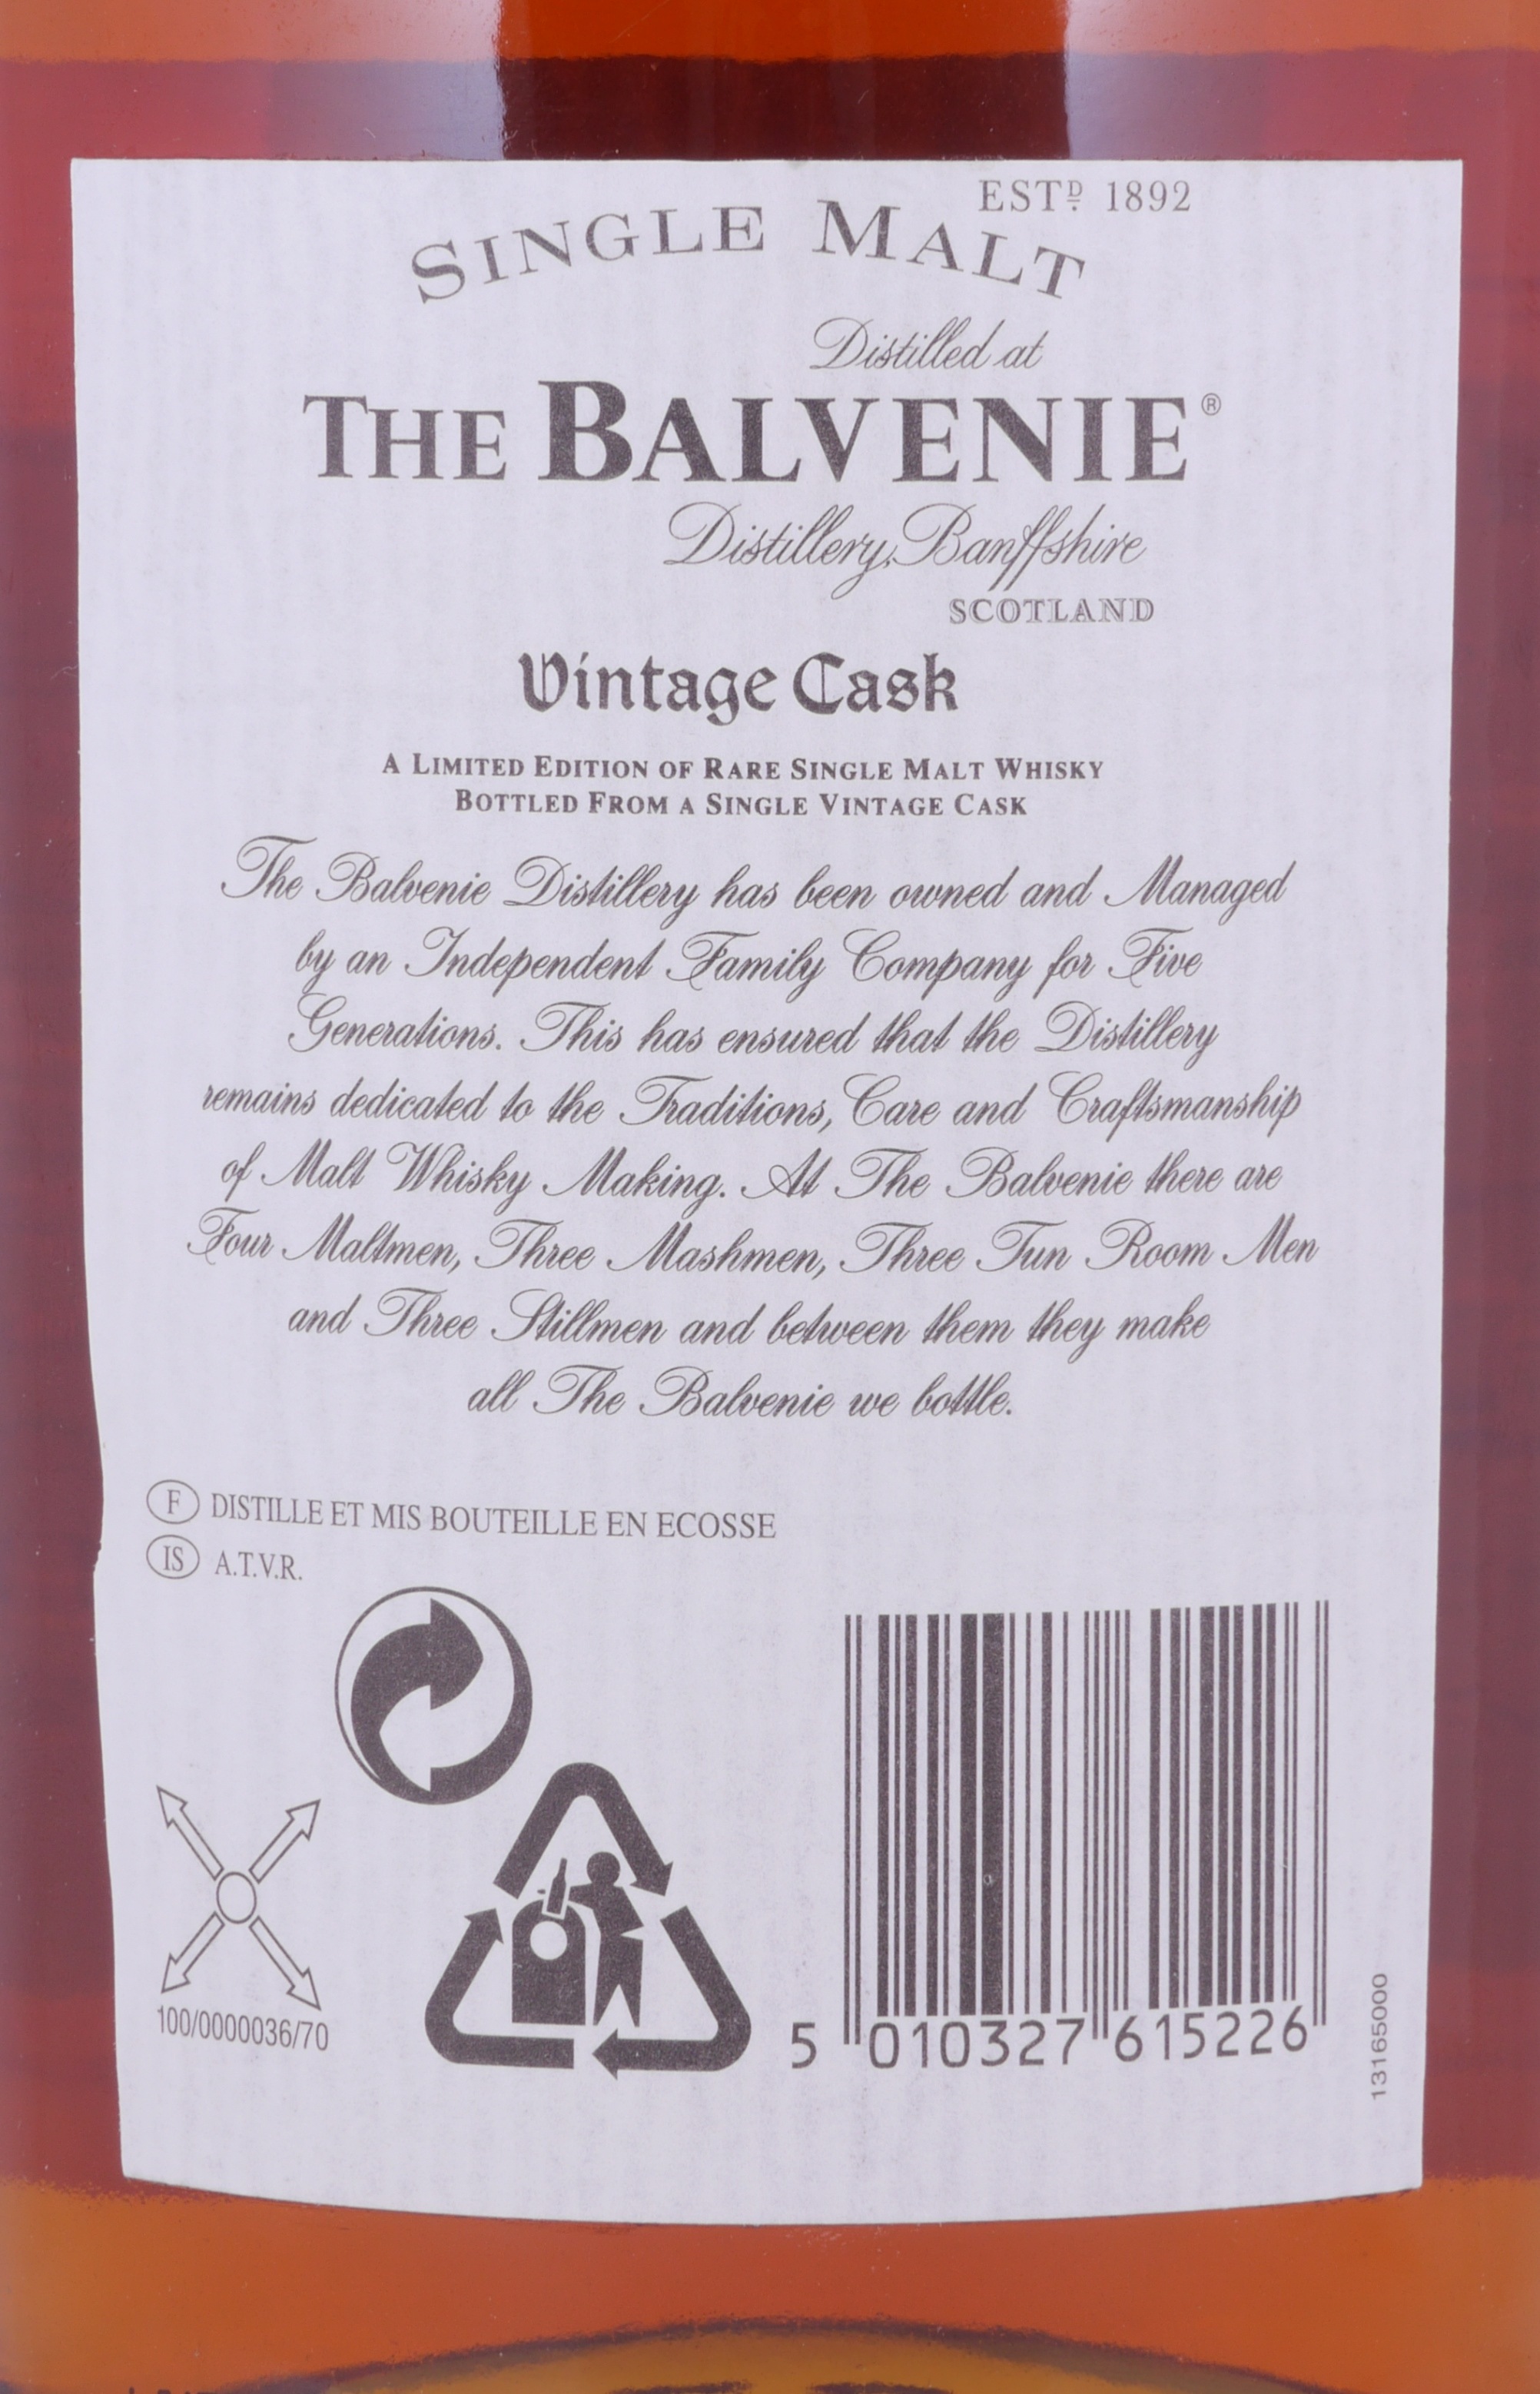 ESTD 1892
SINGLE MALT
Distilled at
THE BALVENIE®
Distillery, Banffshire
SCOTLAND
Vintage Cask
A LIMITED EDITION OF RARE SINGLE MALT WHISKY
BOTTLED FROM A SINGLE VINTAGE CASK
The Balvenie Distillery has been owned and Managed
by an Independent Family Company for Five
Generations. This has ensured that the Distillery
remains dedicated to the Traditions, Care and Craftsmanship
of Malt Whisky Making. At The Balvenie there are
Four Maltmen, Three Mashmen, Three Tun Room Men
and Three Stillmen and between them they make
all The Balvenie we bottle.
F DISTILLE ET MIS BOUTEILLE EN ECOSSE
IS A.T.V.R.
100/0000036/70
5 010327 615226
13165000